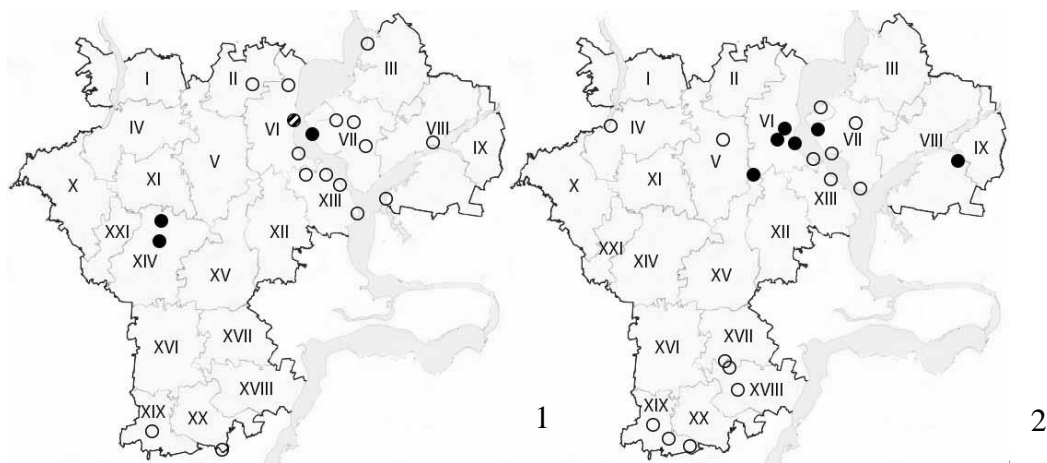 I II III
IV V VI VII VIII IX
X XI XII XIII
XXI XIV XV
XVI XVII
XVIII
XIX XX
1
I II III
IV V VI VII VIII IX
X XI XII XIII
XXI XIV XV
XVI XVII
XVIII
XIX XX
2